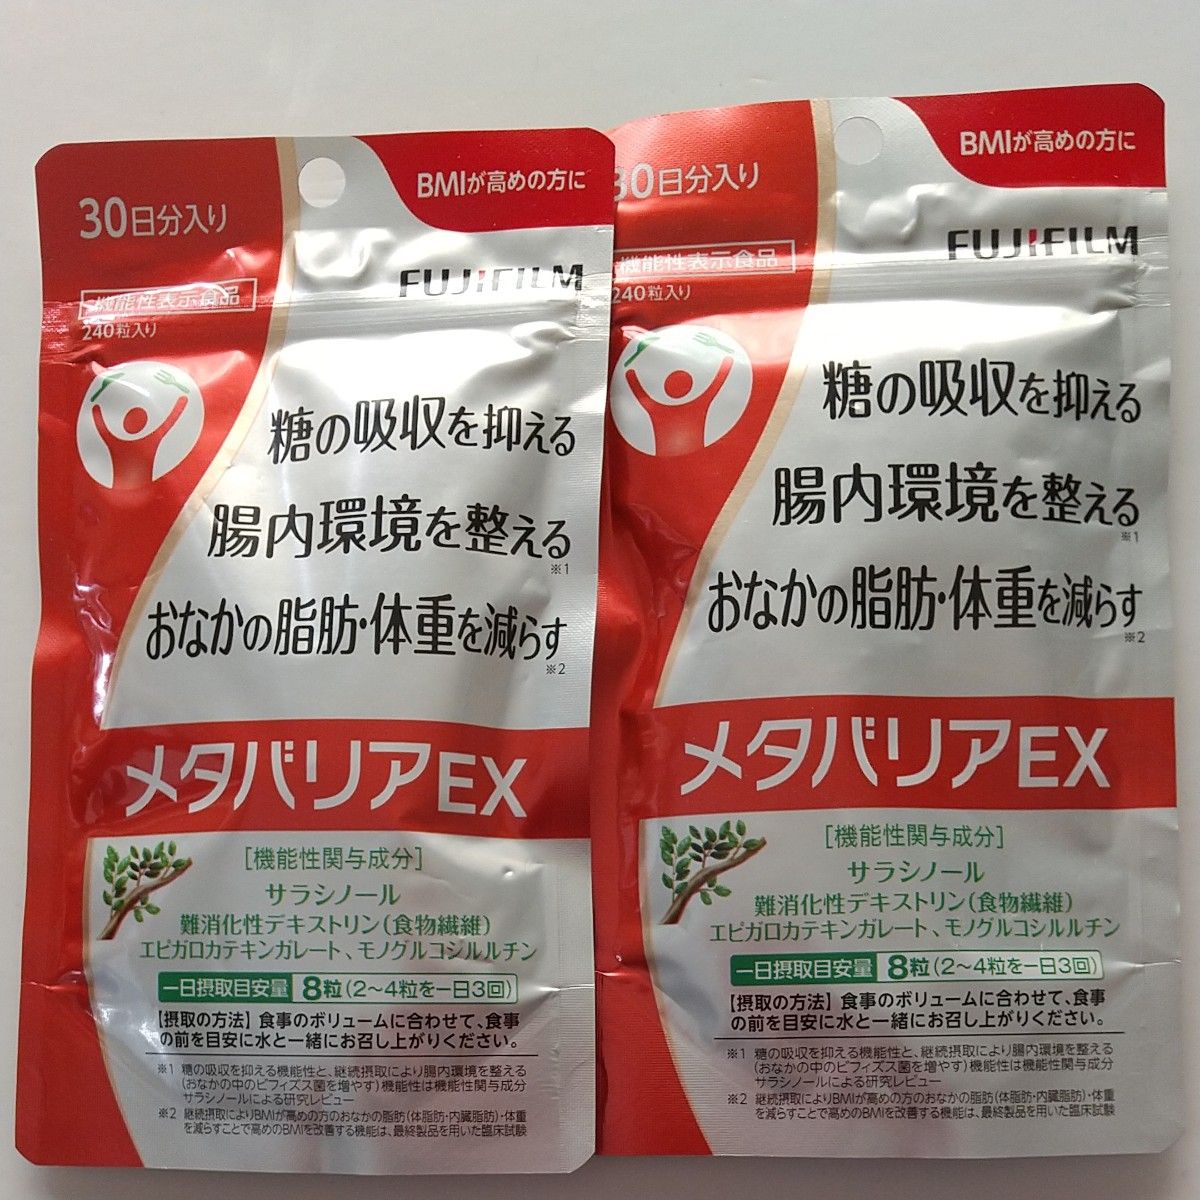 30日分入り
BMIが高めの方に
FUJIFILM
機能性表示食品
240粒入り
糖の吸収を抑える
腸内環境を整える
※1
おなかの脂肪・体重を減らす
※2
メタバリアEX
［機能性関与成分］
サラシノール
難消化性デキストリン（食物繊維）
エピガロカテキンガレート、モノグルコシルルチン
一日摂取目安量 8粒（2〜4粒を一日3回）
【摂取の方法】食事のボリュームに合わせて、食事
の前を目安に水と一緒にお召し上がりください。
※1 糖の吸収を抑える機能性と、継続摂取により腸内環境を整える
（おなかの中のビフィズス菌を増やす）機能性は機能性関与成分
サラシノールによる研究レビュー
※2 継続摂取によりBMIが高めの方のおなかの脂肪（体脂肪・内臓脂肪）・体重
を減らすことで高めのBMIを改善する機能は、最終製品を用いた臨床試験
30日分入り
BMIが高めの方に
FUJIFILM
機能性表示食品
240粒入り
糖の吸収を抑える
腸内環境を整える
※1
おなかの脂肪・体重を減らす
※2
メタバリアEX
［機能性関与成分］
サラシノール
難消化性デキストリン（食物繊維）
エピガロカテキンガレート、モノグルコシルルチン
一日摂取目安量 8粒（2〜4粒を一日3回）
【摂取の方法】食事のボリュームに合わせて、食事
の前を目安に水と一緒にお召し上がりください。
※1 糖の吸収を抑える機能性と、継続摂取により腸内環境を整える
（おなかの中のビフィズス菌を増やす）機能性は機能性関与成分
サラシノールによる研究レビュー
※2 継続摂取によりBMIが高めの方のおなかの脂肪（体脂肪・内臓脂肪）・体重
を減らすことで高めのBMIを改善する機能は、最終製品を用いた臨床試験